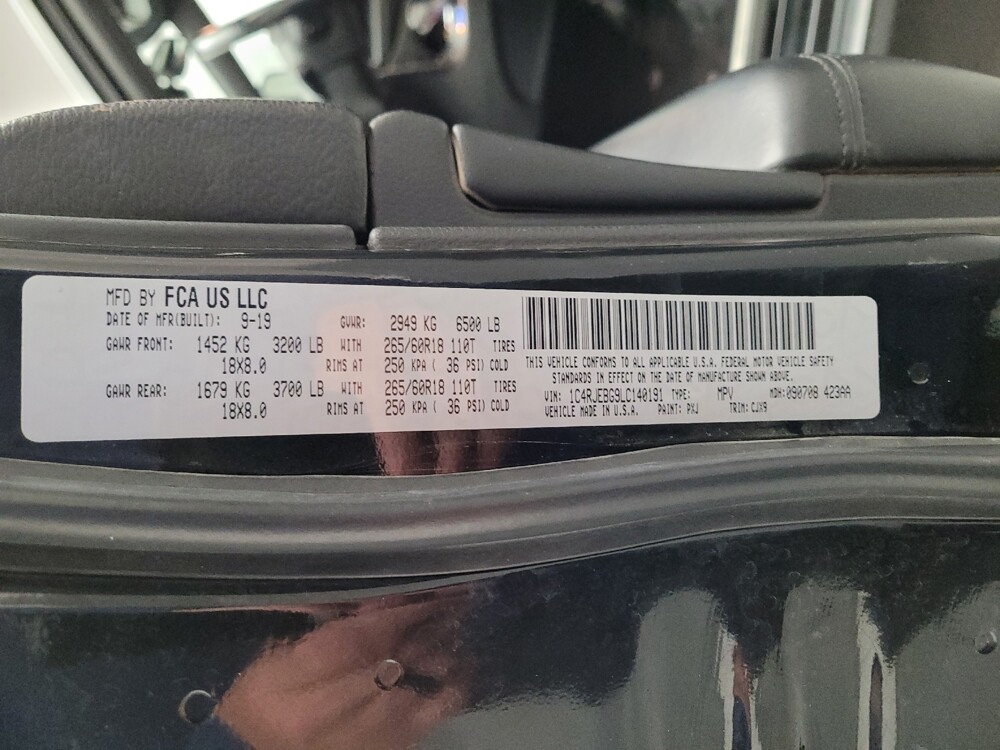 MFD BY FCA US LLC
DATE OF MFR(BUILT): 9-19 GVWR: 2949 KG 6500 LB
GAWR FRONT: 1452 KG 3200 LB WITH 265/60R18 110T TIRES
18X8.0 RIMS AT 250 KPA ( 36 PSI) COLD
GAWR REAR: 1679 KG 3700 LB WITH 265/60R18 110T TIRES
18X8.0 RIMS AT 250 KPA ( 36 PSI) COLD
THIS VEHICLE CONFORMS TO ALL APPLICABLE U.S.A. FEDERAL MOTOR VEHICLE SAFETY
STANDARDS IN EFFECT ON THE DATE OF MANUFACTURE SHOWN ABOVE.
VIN: 1C4RJEBG9LC140191 TYPE: MPV MDH: 090708 423AA
VEHICLE MADE IN U.S.A. PAINT: PXJ TRIM: CJX9